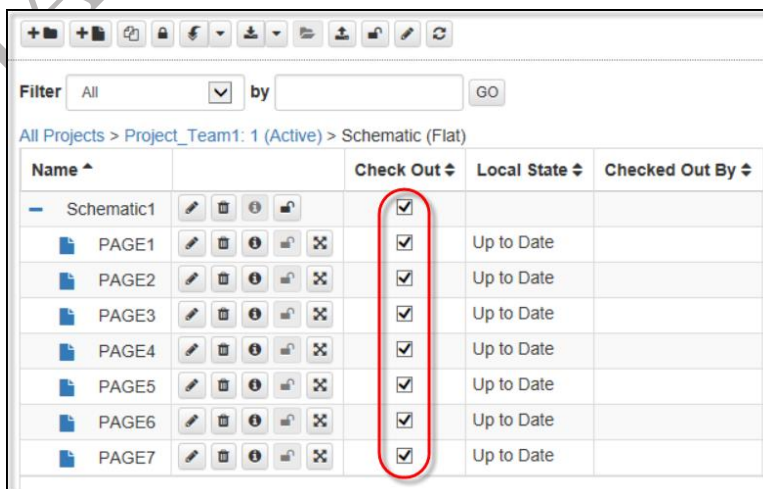 Filter All by GO
All Projects > Project_Team1: 1 (Active) > Schematic (Flat)
Name Check Out Local State Checked Out By
Schematic1
PAGE1 Up to Date
PAGE2 Up to Date
PAGE3 Up to Date
PAGE4 Up to Date
PAGE5 Up to Date
PAGE6 Up to Date
PAGE7 Up to Date